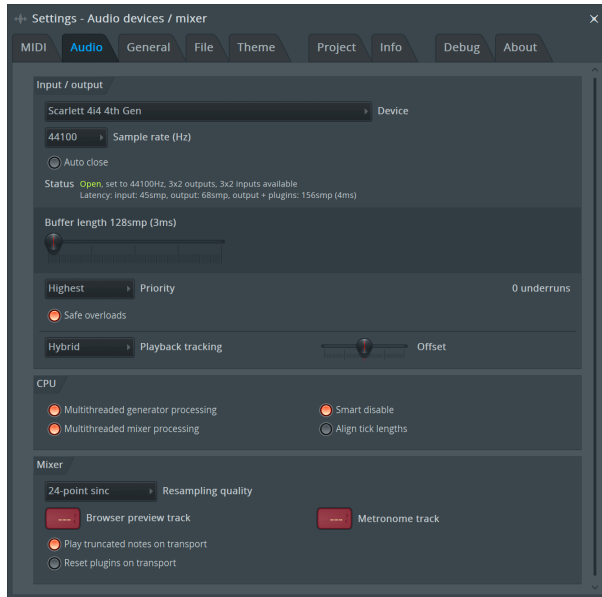 Settings - Audio devices / mixer
MIDI Audio General File Theme Project Info Debug About
Input / output
Scarlett 4i4 4th Gen Device
44100 Sample rate (Hz)
Auto close
Status Open, set to 44100Hz, 3x2 outputs, 3x2 inputs available
Latency: input: 45smp, output: 68smp, output + plugins: 156smp (4ms)
Buffer length 128smp (3ms)
Highest Priority 0 underruns
Safe overloads
Hybrid Playback tracking Offset
CPU
Multithreaded generator processing Smart disable
Multithreaded mixer processing Align tick lengths
Mixer
24-point sinc Resampling quality
--- Browser preview track --- Metronome track
Play truncated notes on transport
Reset plugins on transport